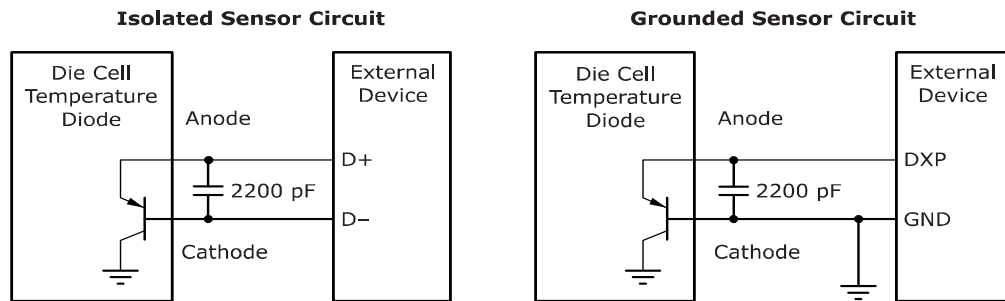 Isolated Sensor Circuit
Die Cell
Temperature
Diode
External
Device
Anode
D+
2200 pF
D−
Cathode
Grounded Sensor Circuit
Die Cell
Temperature
Diode
External
Device
Anode
DXP
2200 pF
GND
Cathode